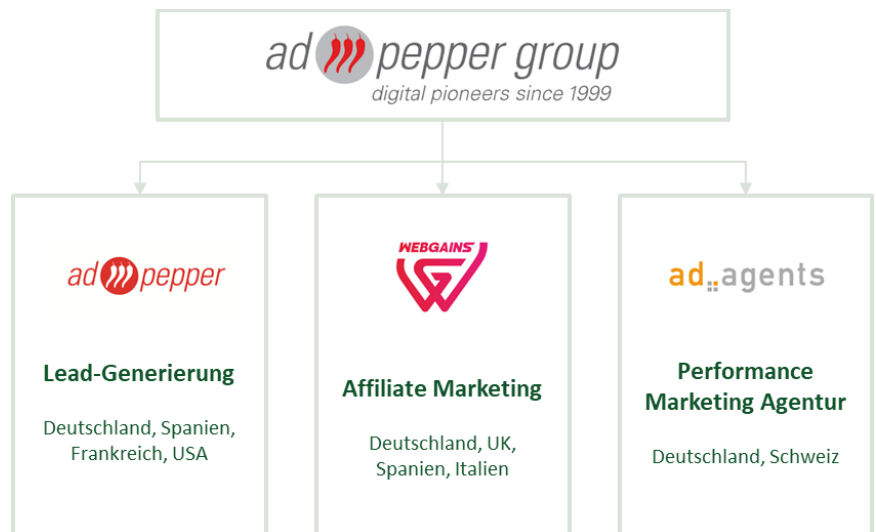 ad pepper group
digital pioneers since 1999
ad pepper
Lead-Generierung
Deutschland, Spanien,
Frankreich, USA
WEBGAINS
Affiliate Marketing
Deutschland, UK,
Spanien, Italien
ad agents
Performance
Marketing Agentur
Deutschland, Schweiz